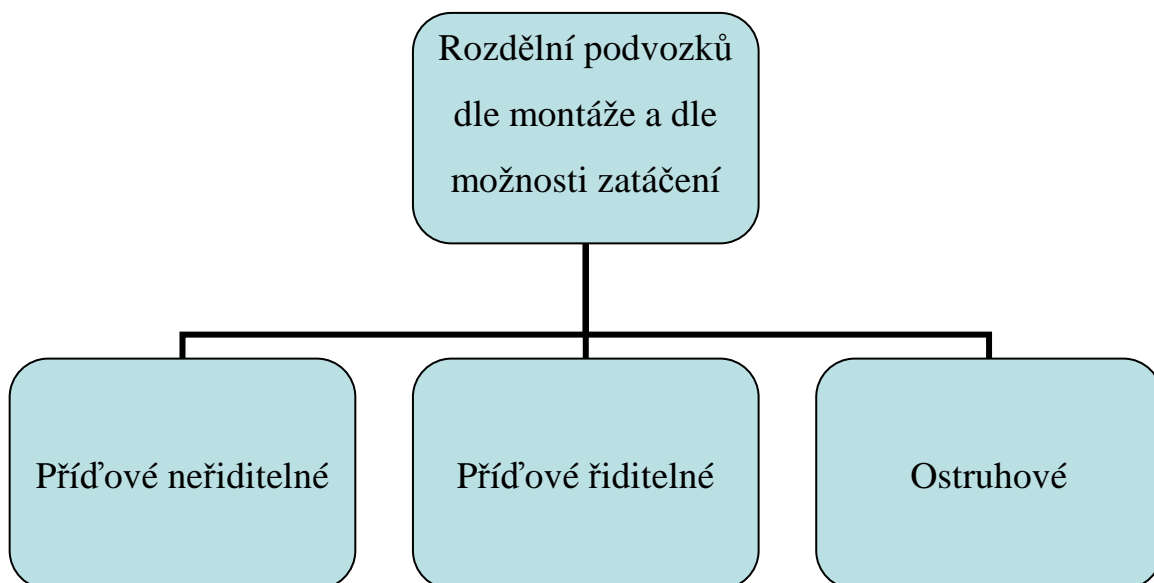 Rozdělní podvozků
dle montáže a dle
možnosti zatáčení
Příďové neřiditelné
Příďové řiditelné
Ostruhové